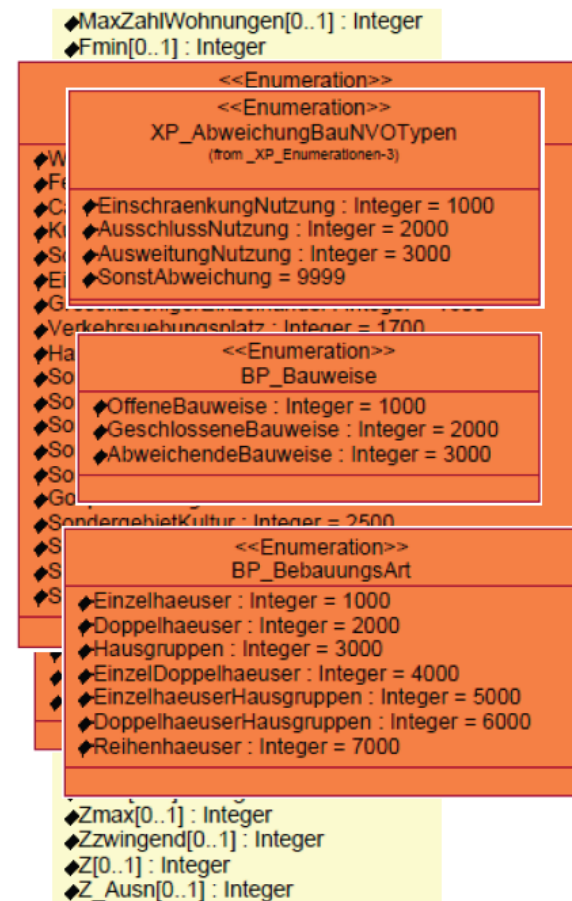 MaxZahlWohnungen[0..1] : Integer
Fmin[0..1] : Integer
<<Enumeration>>
<<Enumeration>>
XP_AbweichungBauNVOTypen
(from _XP_Enumerationen-3)
EinschraenkungNutzung : Integer = 1000
AusschlussNutzung : Integer = 2000
AusweitungNutzung : Integer = 3000
SonstAbweichung = 9999
Verkehrsuebungsplatz : Integer = 1700
<<Enumeration>>
BP_Bauweise
OffeneBauweise : Integer = 1000
GeschlosseneBauweise : Integer = 2000
AbweichendeBauweise : Integer = 3000
SondergebietKultur : Integer = 2500
<<Enumeration>>
BP_BebauungsArt
Einzelhaeuser : Integer = 1000
Doppelhaeuser : Integer = 2000
Hausgruppen : Integer = 3000
EinzelDoppelhaeuser : Integer = 4000
EinzelhaeuserHausgruppen : Integer = 5000
DoppelhaeuserHausgruppen : Integer = 6000
Reihenhaeuser : Integer = 7000
Zmax[0..1] : Integer
Zzwingend[0..1] : Integer
Z[0..1] : Integer
Z_Ausn[0..1] : Integer